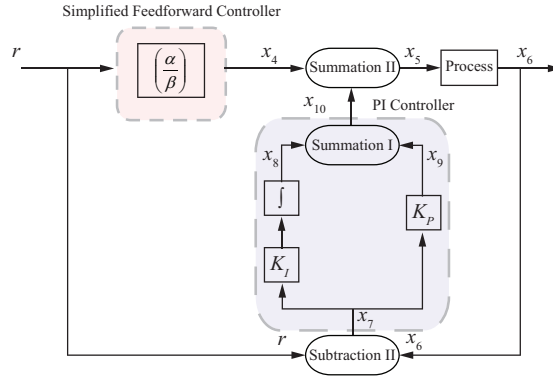 Simplified Feedforward Controller
r
(α/β)
x4
Summation II
x5
Process
x6
x10
PI Controller
x8
Summation I
x9
∫
KP
KI
x7
r
Subtraction II
x6